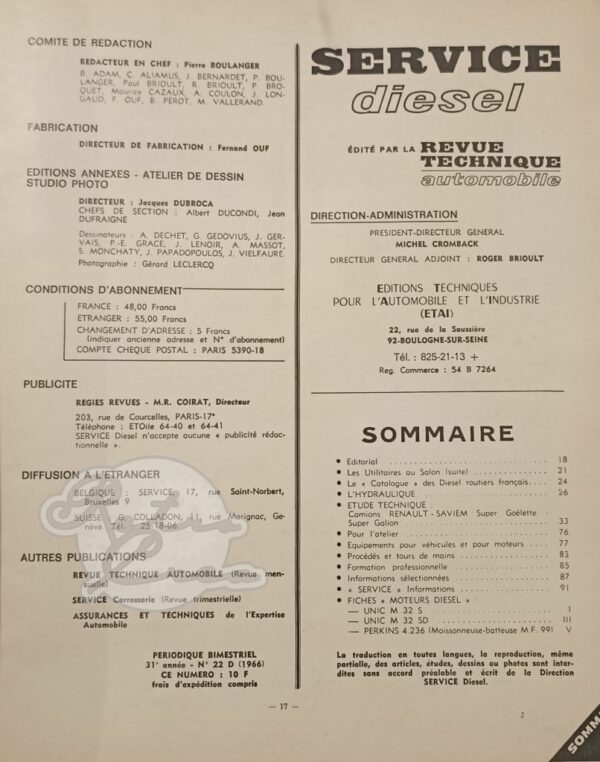 COMITE DE REDACTION
REDACTEUR EN CHEF : Pierre BOULANGER
B. ADAM, C. ALIAMUS, J. BERNARDET, P. BOU-
LANGER, Paul BRIOULT, R. BRIOULT, P. BRO-
QUET, Maurice CAZAUX, A. COULON, J. LON-
GAUD, F. OUF, B. PEROT, M. VALLERAND.
FABRICATION
DIRECTEUR DE FABRICATION : Fernand OUF
EDITIONS ANNEXES - ATELIER DE DESSIN
STUDIO PHOTO
DIRECTEUR : Jacques DUBROCA
CHEFS DE SECTION : Albert DUCONDI, Jean
DUFRAIGNE
Dessinateurs : A. DECHET, G. GEDOVIUS, J. GER-
VAIS, P.-E. GRACE, J. LENOIR, A. MASSOT,
S. MONCHATY, J. PAPADOPOULOS, J. VIELFAURE.
Photographie : Gérard LECLERCQ
CONDITIONS D'ABONNEMENT
FRANCE : 48,00 Francs
ETRANGER : 55,00 Francs
CHANGEMENT D'ADRESSE : 5 Francs
(indiquer ancienne adresse et N° d'abonnement)
COMPTE CHEQUE POSTAL : PARIS 5390-18
PUBLICITE
REGIES REVUES - M.R. COIRAT, Directeur
203, rue de Courcelles, PARIS-17e
Téléphone : ETOile 64-40 et 64-41
SERVICE Diesel n'accepte aucune « publicité rédac-
tionnelle ».
DIFFUSION A L'ETRANGER
BELGIQUE : SERVICE, 17, rue Saint-Norbert,
Bruxelles 9
SUISSE : G. COLLADON, 11, rue Marignac, Ge-
nève. Tél. : 25-18-06.
AUTRES PUBLICATIONS
REVUE TECHNIQUE AUTOMOBILE (Revue men-
suelle)
SERVICE Carrosserie (Revue trimestrielle)
ASSURANCES ET TECHNIQUES de l'Expertise
Automobile
PERIODIQUE BIMESTRIEL
31e année - N° 22 D (1966)
CE NUMERO : 10 F
frais d'expédition compris
SERVICE
diesel
ÉDITÉ PAR LA REVUE
TECHNIQUE
automobile
DIRECTION-ADMINISTRATION
PRESIDENT-DIRECTEUR GENERAL
MICHEL CROMBACK
DIRECTEUR GENERAL ADJOINT : ROGER BRIOULT
EDITIONS TECHNIQUES
POUR L'AUTOMOBILE ET L'INDUSTRIE
(ETAI)
22, rue de la Saussière
92-BOULOGNE-SUR-SEINE
Tél. : 825-21-13 +
Reg. Commerce : 54 B 7264
SOMMAIRE
• Editorial 18
• Les Utilitaires au Salon (suite) 21
• Le « Catalogue » des Diesel routiers français 24
• L'HYDRAULIQUE 26
• ETUDE TECHNIQUE :
Camions RENAULT - SAVIEM Super Goélette -
Super Galion 33
• Pour l'atelier 76
• Equipements pour véhicules et pour moteurs 77
• Procédés et tours de mains 83
• Formation professionnelle 85
• Informations sélectionnées 87
• « SERVICE » Informations 91
• FICHES « MOTEURS DIESEL » :
— UNIC M 32 S I
— UNIC M 32 SD III
— PERKINS 4.236 (Moissonneuse-batteuse M.F. 99) V
La traduction en toutes langues, la reproduction, même
partielle, des articles, études, dessins ou photos sont inter-
dites sans accord préalable et écrit de la Direction
SERVICE Diesel.
— 17 —
2
SOMMA